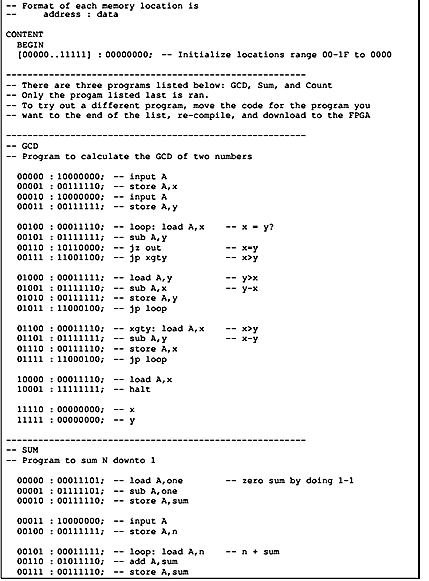 -- Format of each memory location is
-- address : data
CONTENT
BEGIN
[00000..11111] : 00000000; -- Initialize locations range 00-1F to 0000
------------------------------------------------------
-- There are three programs listed below: GCD, Sum, and Count
-- Only the progam listed last is ran.
-- To try out a different program, move the code for the program you
-- want to the end of the list, re-compile, and download to the FPGA
------------------------------------------------------
-- GCD
-- Program to calculate the GCD of two numbers
00000 : 10000000; -- input A
00001 : 00111110; -- store A,x
00010 : 10000000; -- input A
00011 : 00111111; -- store A,y
00100 : 00011110; -- loop: load A,x -- x = y?
00101 : 01111111; -- sub A,y
00110 : 10110000; -- jz out -- x=y
00111 : 11001100; -- jp xgty -- x>y
01000 : 00011111; -- load A,y -- y>x
01001 : 01111110; -- sub A,x -- y-x
01010 : 00111111; -- store A,y
01011 : 11000100; -- jp loop
01100 : 00011110; -- xgty: load A,x -- x>y
01101 : 01111111; -- sub A,y -- x-y
01110 : 00111110; -- store A,x
01111 : 11000100; -- jp loop
10000 : 00011110; -- load A,x
10001 : 11111111; -- halt
11110 : 00000000; -- x
11111 : 00000000; -- y
------------------------------------------------------
-- SUM
-- Program to sum N downto 1
00000 : 00011101; -- load A,one -- zero sum by doing 1-1
00001 : 01111101; -- sub A,one
00010 : 00111110; -- store A,sum
00011 : 10000000; -- input A
00100 : 00111111; -- store A,n
00101 : 00011111; -- loop: load A,n -- n + sum
00110 : 01011110; -- add A,sum
00111 : 00111110; -- store A,sum